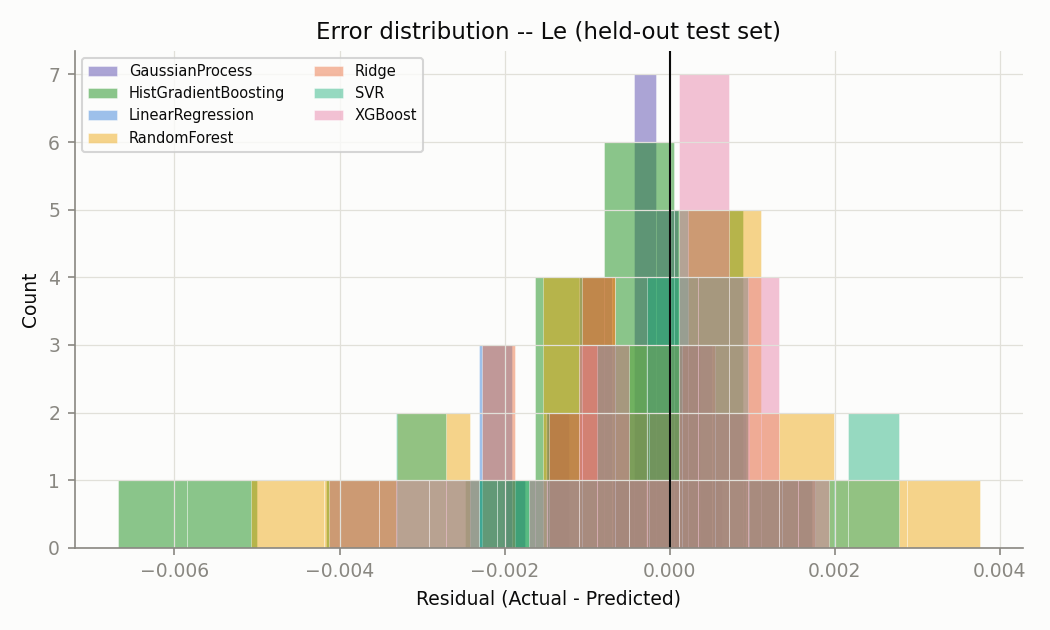 Error distribution -- Le (held-out test set)
GaussianProcess
HistGradientBoosting
LinearRegression
RandomForest
Ridge
SVR
XGBoost
7
6
5
4
3
2
1
0
Count
−0.006 −0.004 −0.002 0.000 0.002 0.004
Residual (Actual - Predicted)